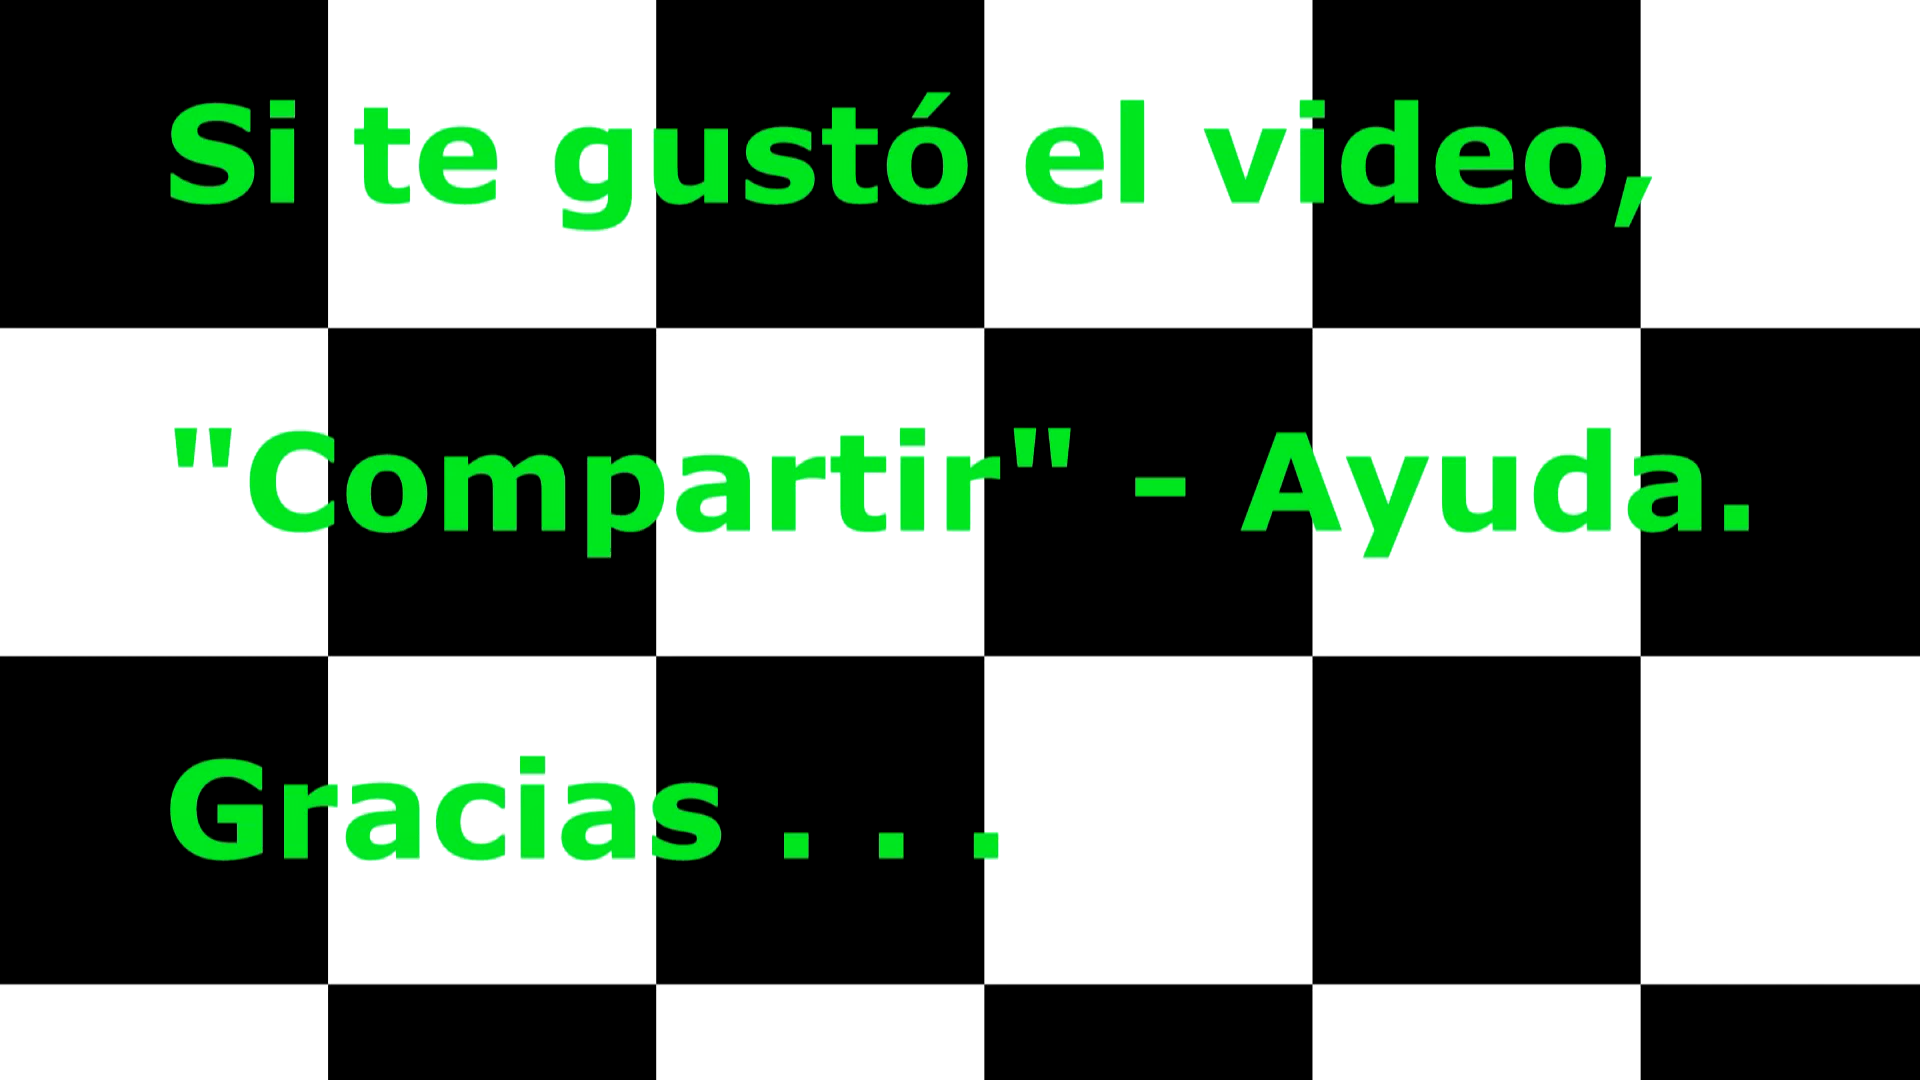 Si te gustó el video,
"Compartir" - Ayuda.
Gracias . . .